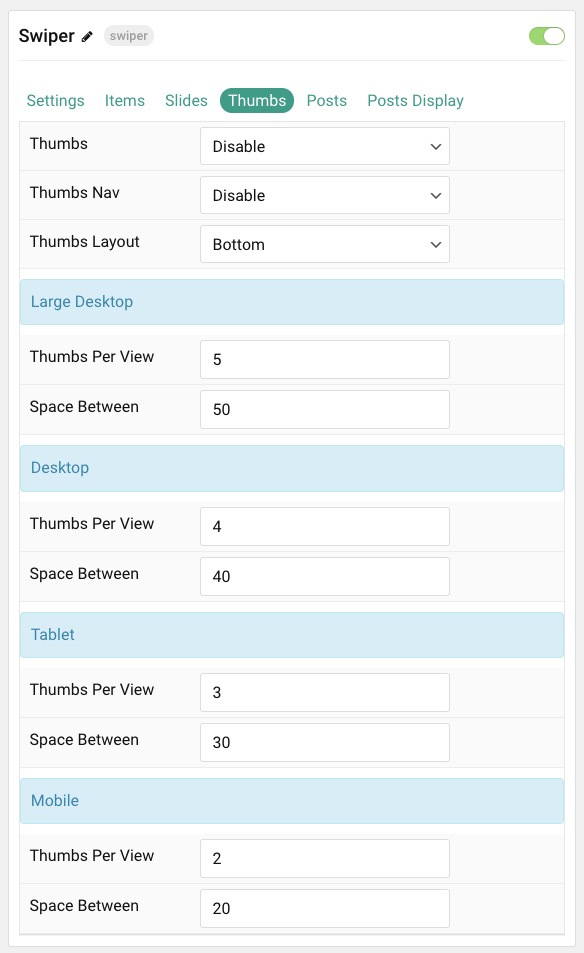 Swiper swiper
Settings Items Slides Thumbs Posts Posts Display
Thumbs Disable
Thumbs Nav Disable
Thumbs Layout Bottom
Large Desktop
Thumbs Per View 5
Space Between 50
Desktop
Thumbs Per View 4
Space Between 40
Tablet
Thumbs Per View 3
Space Between 30
Mobile
Thumbs Per View 2
Space Between 20